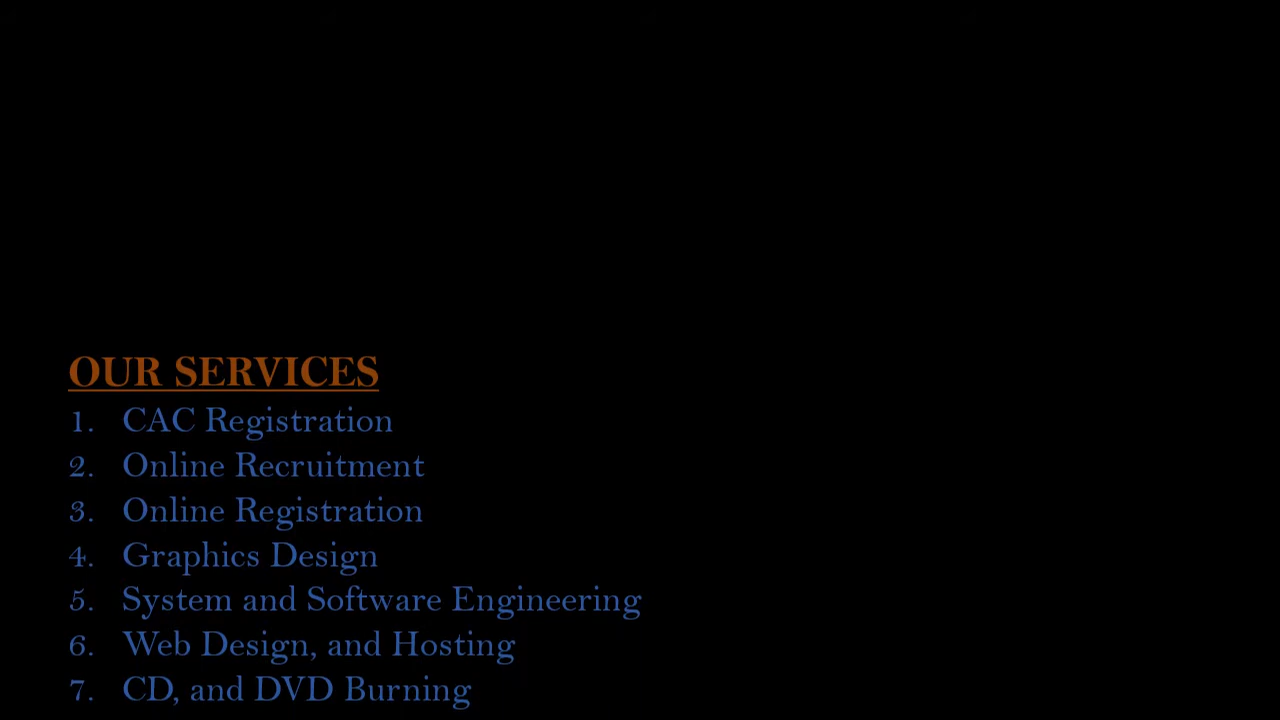 OUR SERVICES
1. CAC Registration
2. Online Recruitment
3. Online Registration
4. Graphics Design
5. System and Software Engineering
6. Web Design, and Hosting
7. CD, and DVD Burning